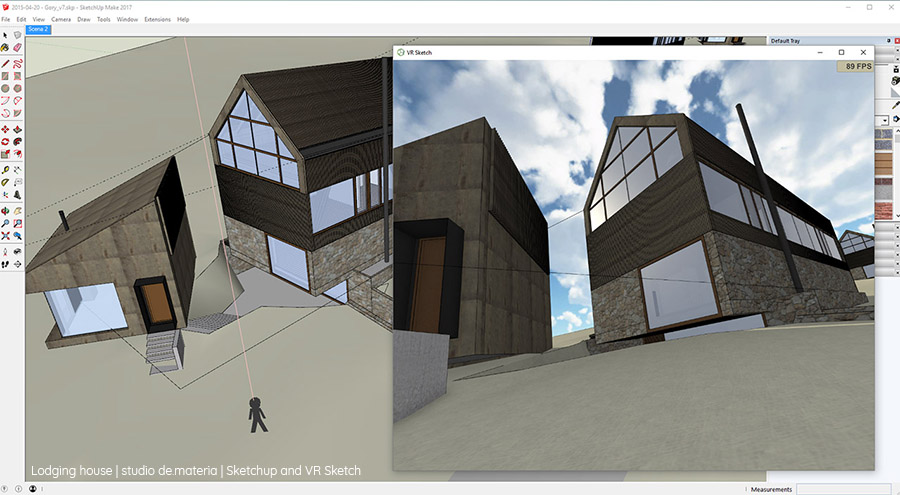 2015-04-20 - Gory_v7.skp - SketchUp Make 2017
File Edit View Camera Draw Tools Window Extensions Help
Scene 2
Default Tray
VR Sketch
89 FPS
Lodging house | studio de materia | Sketchup and VR Sketch
Measurements